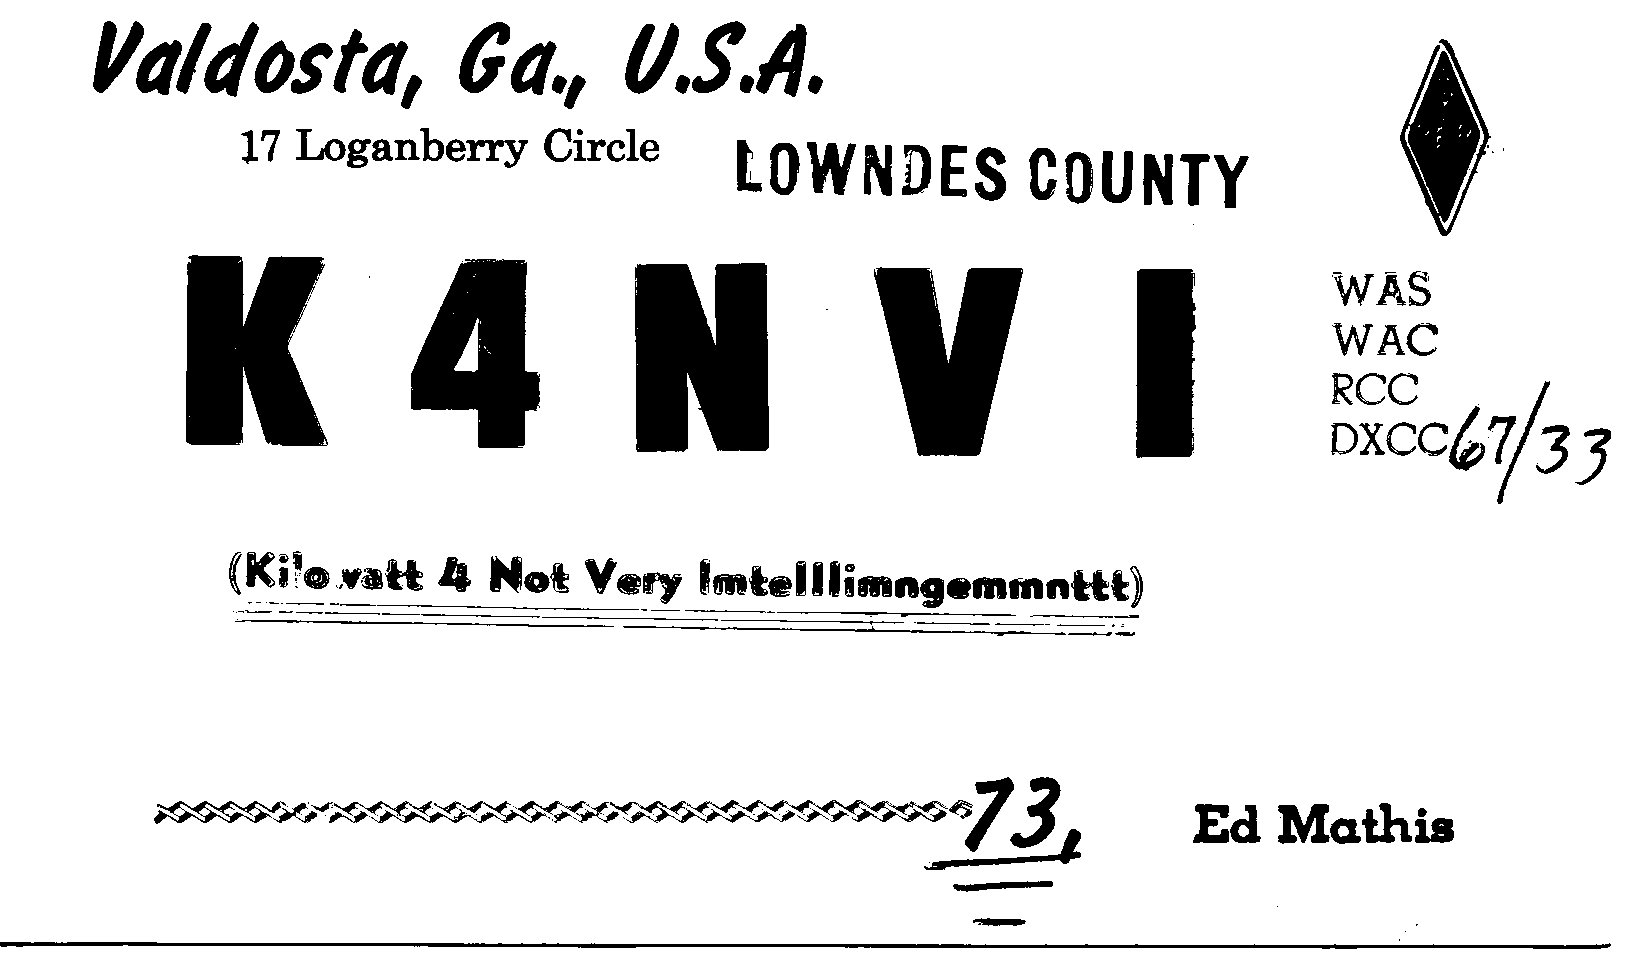 Valdosta, Ga., U.S.A.
17 Loganberry Circle
LOWNDES COUNTY
K4NVI
WAS
WAC
RCC
DXCC 67/33
(Kilowatt 4 Not Very Imtelllimngemmnttt)
73,
Ed Mathis